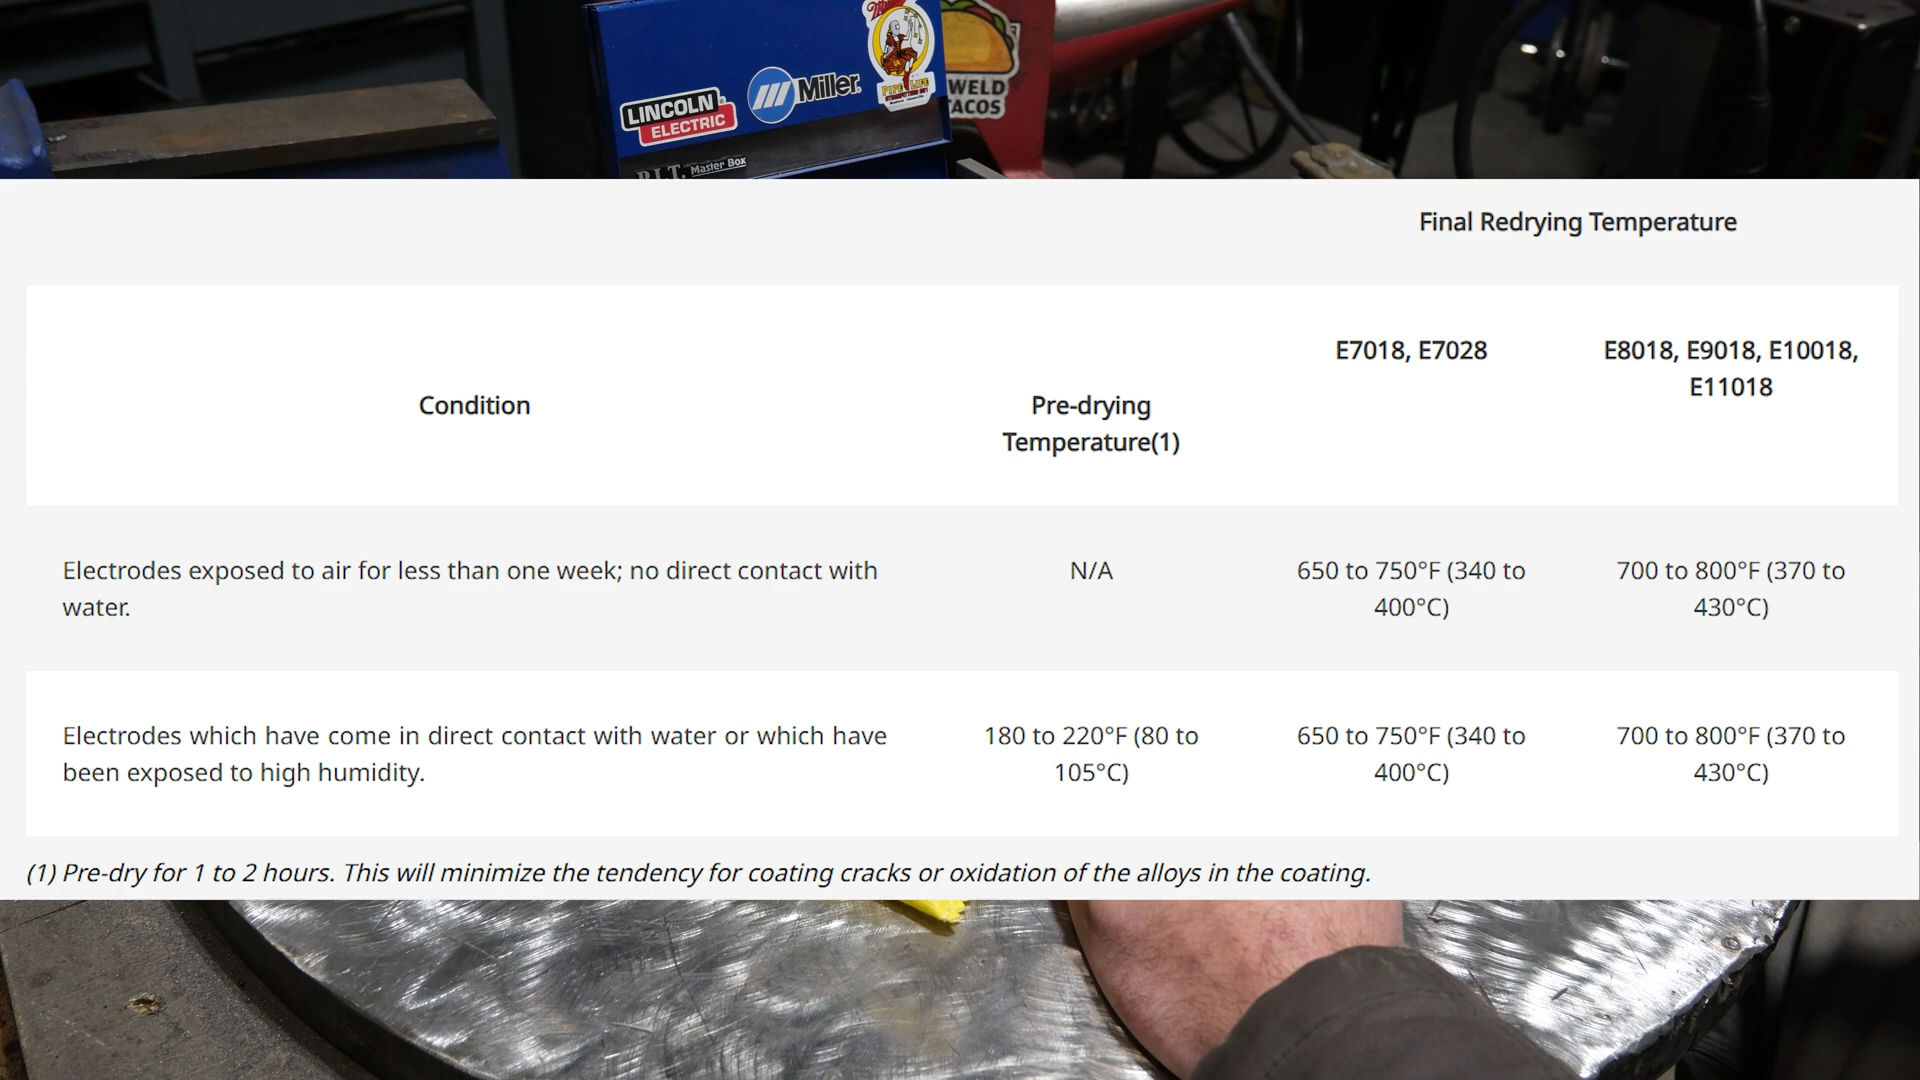 LINCOLN
ELECTRIC
Miller
PIPE LIFE
WELD
TACOS
Master Box
Final Redrying Temperature
E7018, E7028
E8018, E9018, E10018,
E11018
Condition
Pre-drying
Temperature(1)
Electrodes exposed to air for less than one week; no direct contact with
water.
N/A
650 to 750°F (340 to
400°C)
700 to 800°F (370 to
430°C)
Electrodes which have come in direct contact with water or which have
been exposed to high humidity.
180 to 220°F (80 to
105°C)
650 to 750°F (340 to
400°C)
700 to 800°F (370 to
430°C)
(1) Pre-dry for 1 to 2 hours. This will minimize the tendency for coating cracks or oxidation of the alloys in the coating.